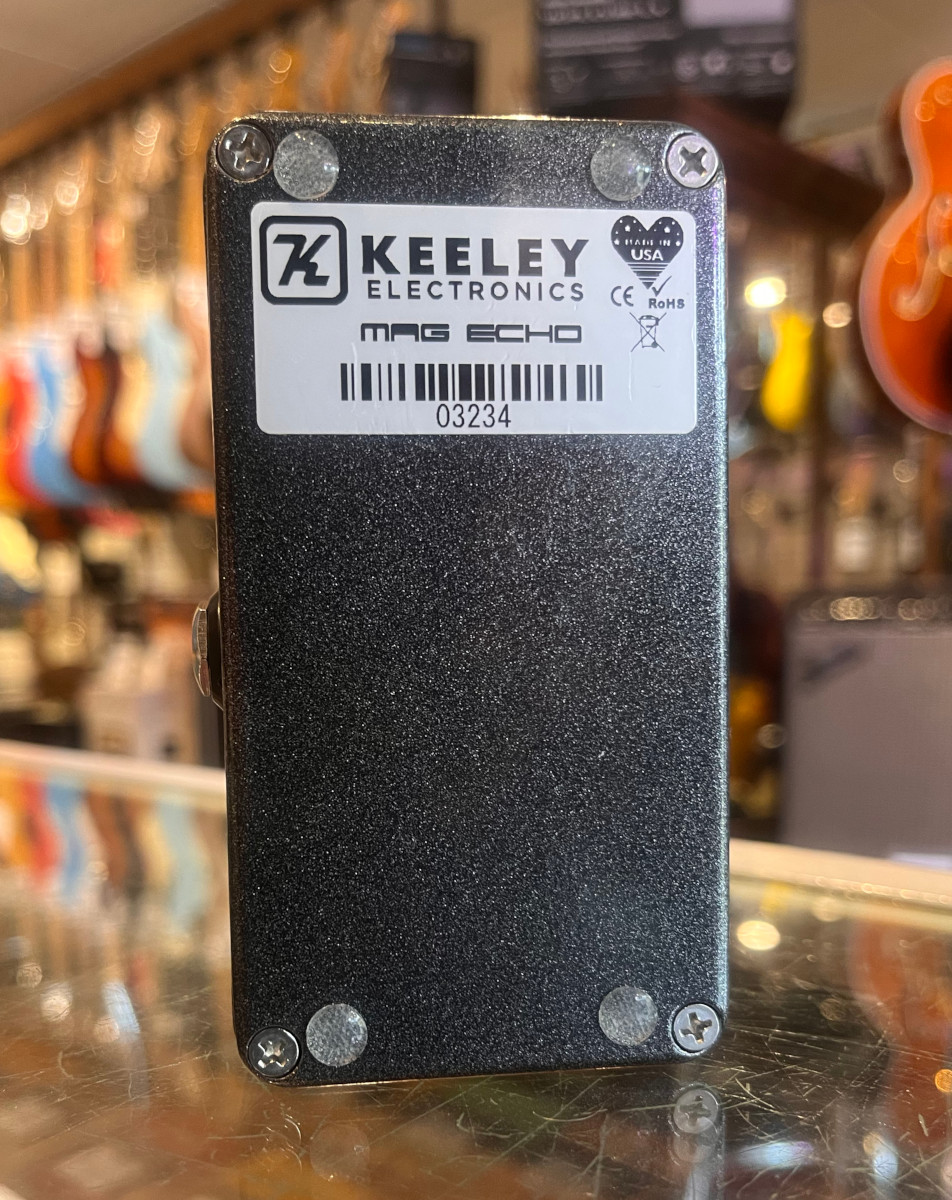 K KEELEY
ELECTRONICS
MADE IN
USA
CE RoHS
MAG ECHO
03234